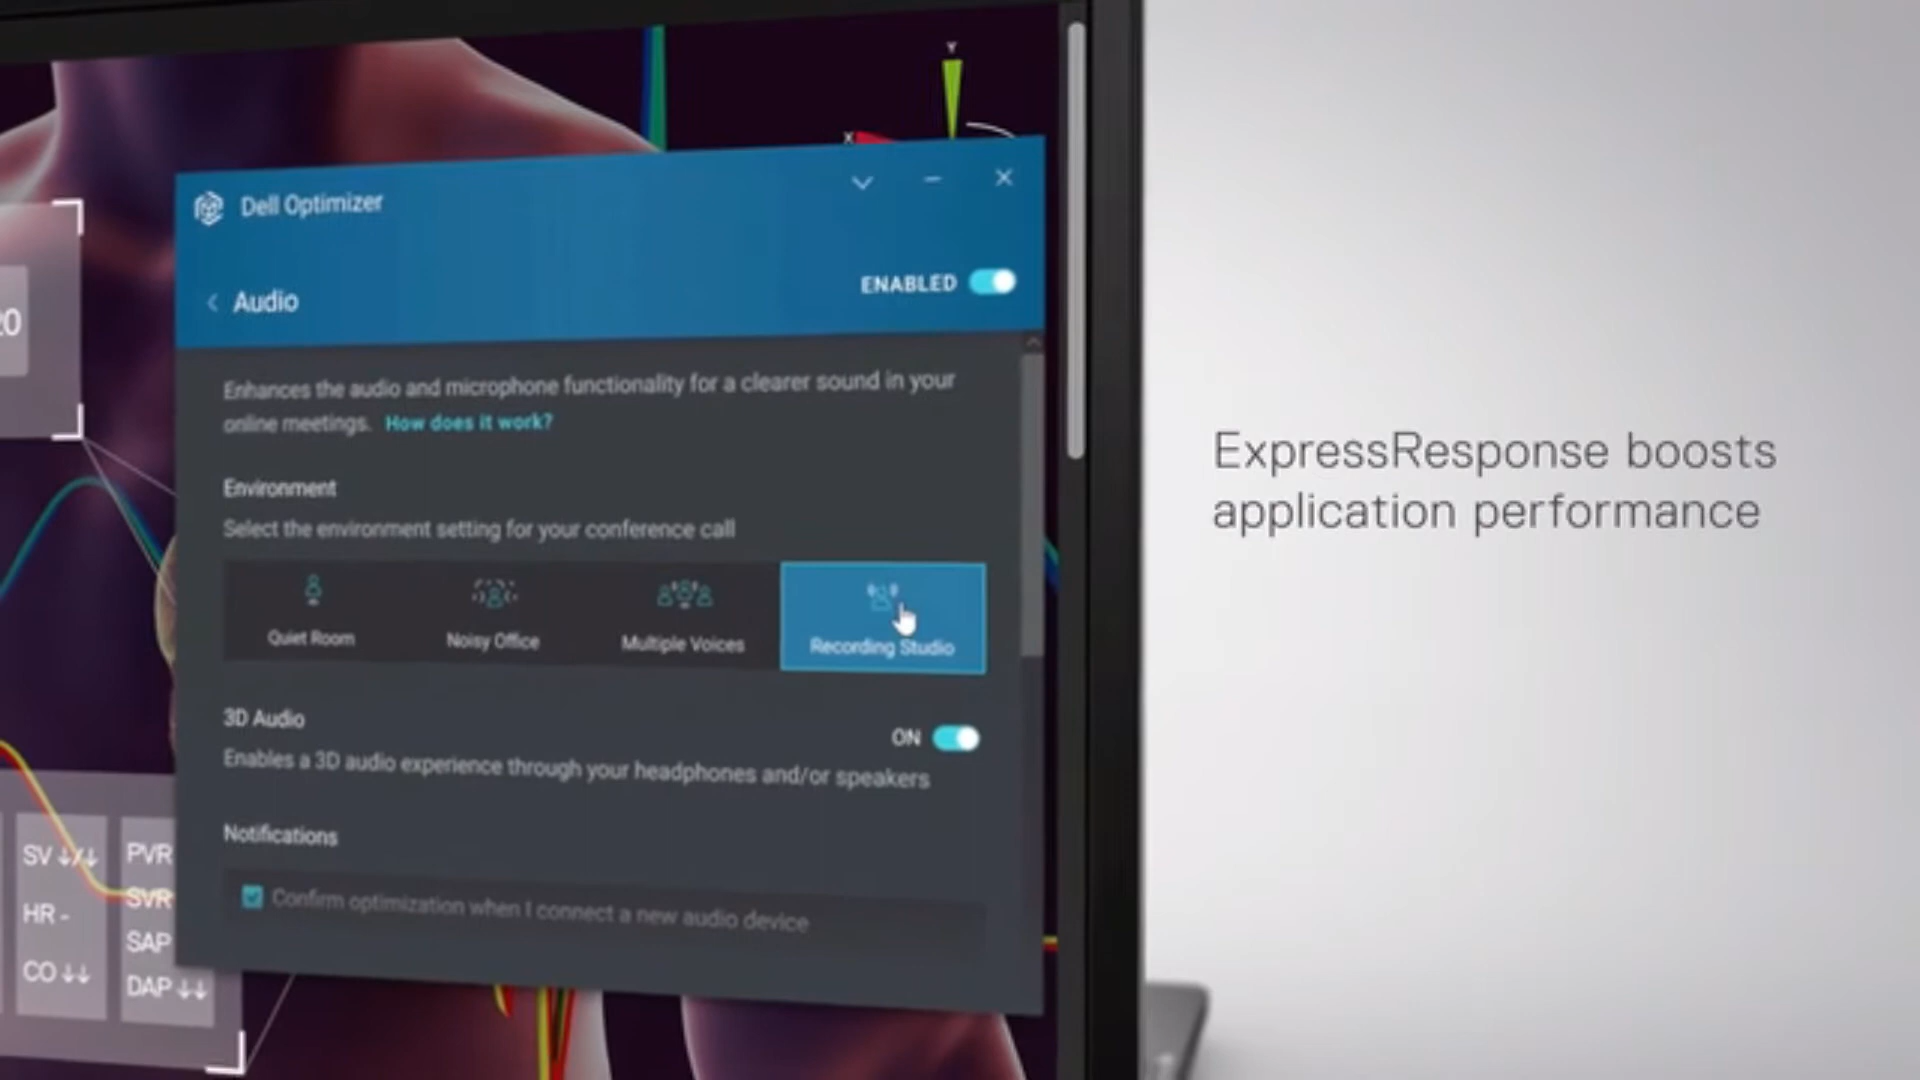 Y
X
Dell Optimizer
Audio
ENABLED
Enhances the audio and microphone functionality for a clearer sound in your
online meetings. How does it work?
Environment
Select the environment setting for your conference call
Quiet Room
Noisy Office
Multiple Voices
Recording Studio
3D Audio
ON
Enables a 3D audio experience through your headphones and/or speakers
Notifications
Confirm optimization when I connect a new audio device
20
SV ↓/↓
HR -
CO ↓↓
PVR
SVR
SAP
DAP ↓↓
ExpressResponse boosts
application performance